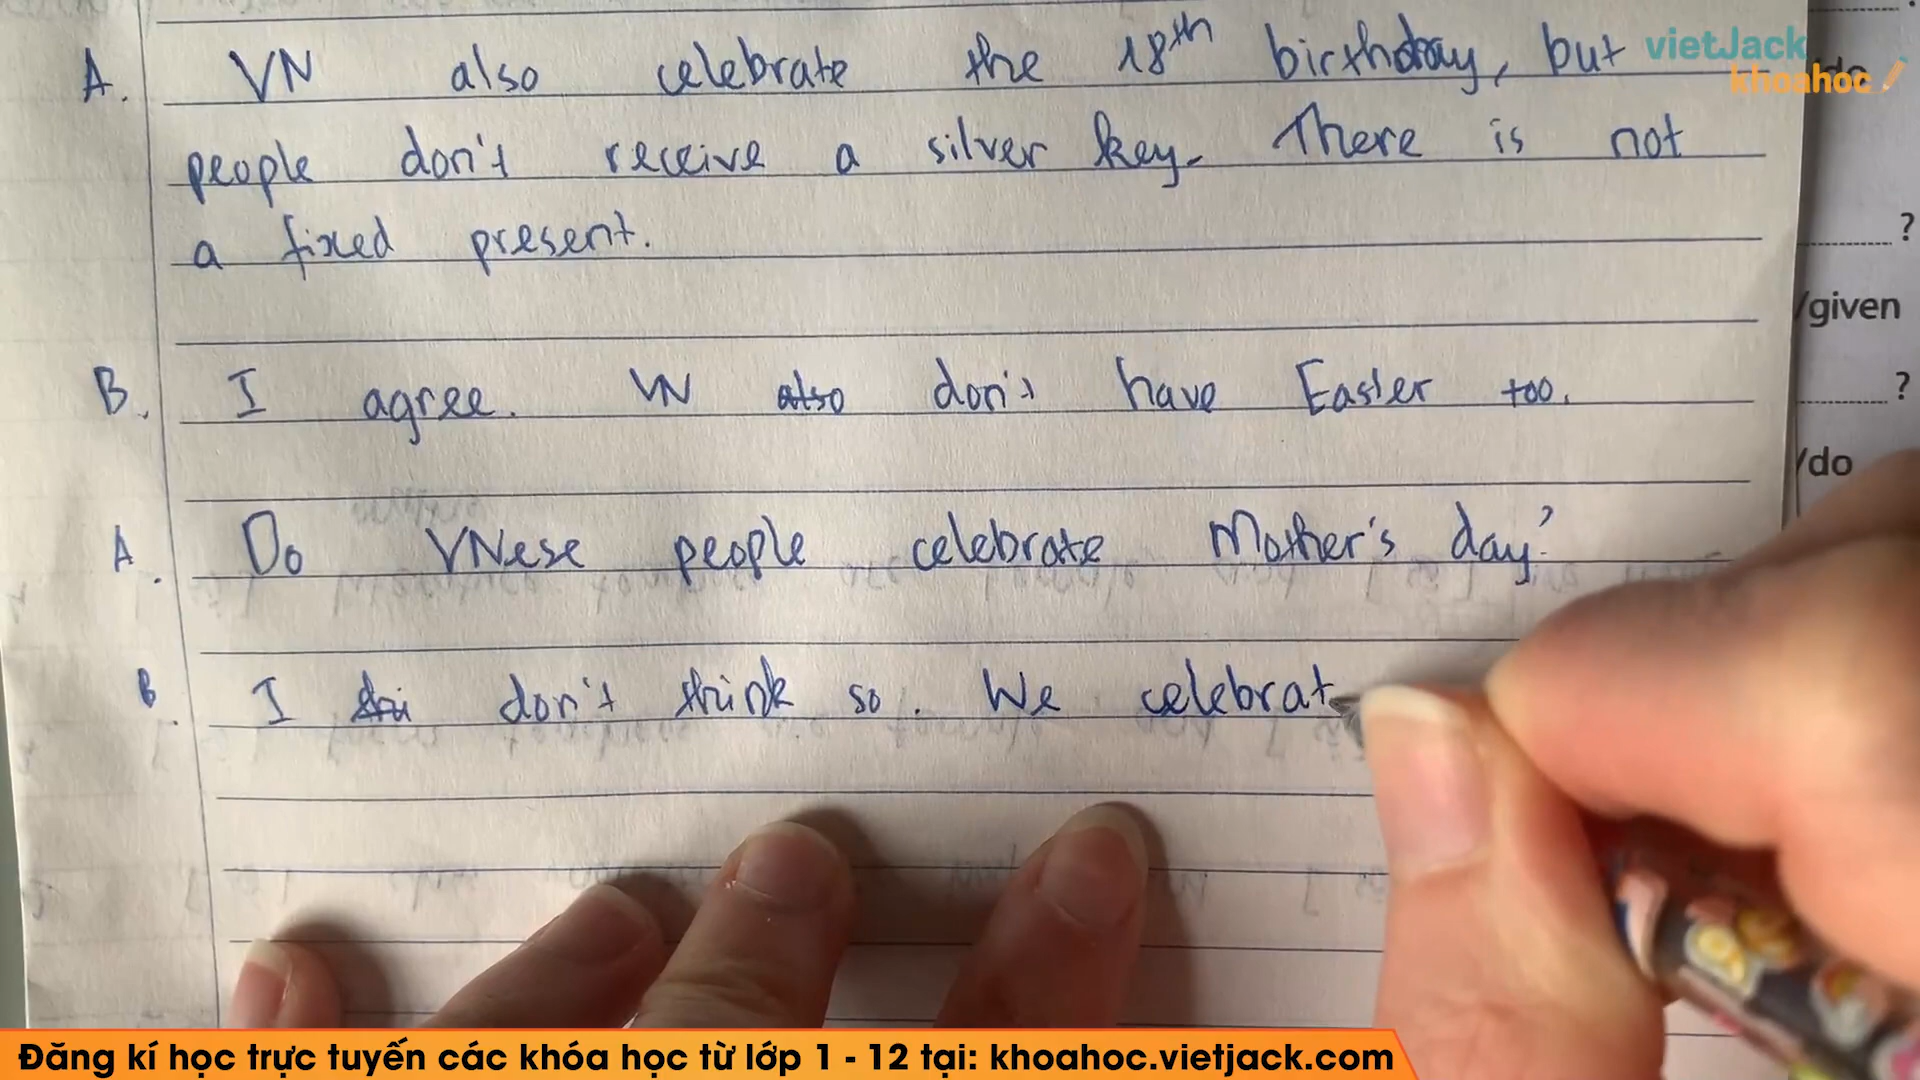 vietJack
khoahoc
A. VN also celebrate the 18th birthday, but
people don't receive a silver key. There is not
a fixed present.
?
/given
B. I agree. VN also don't have Easter too.
?
/do
A. Do VNese people celebrate Mother's day?
B. I thi don't think so. We celebrat
Đăng kí học trực tuyến các khóa học từ lớp 1 - 12 tại: khoahoc.vietjack.com